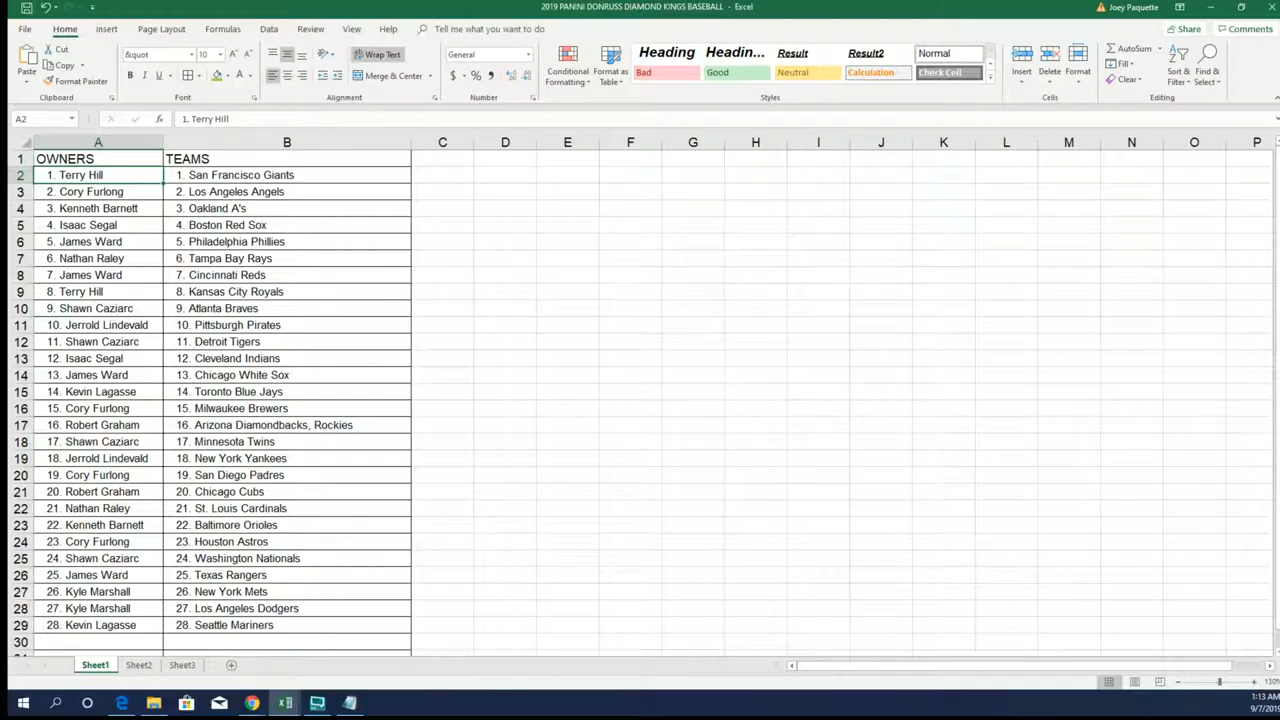 2019 PANINI DONRUSS DIAMOND KINGS BASEBALL - Excel
Joey Paquette
File Home Insert Page Layout Formulas Data Review View Help Tell me what you want to do Share Comments
Cut
Copy
Format Painter
Paste
Clipboard
&quot 10
B I U
Font
Wrap Text
Merge & Center
Alignment
General
Number
Conditional Formatting
Format as Table
Heading Headin... Result Result2 Normal
Bad Good Neutral Calculation Check Cell
Styles
Insert Delete Format
Cells
AutoSum
Fill
Clear
Sort & Filter
Find & Select
Editing
A2 1. Terry Hill
A B C D E F G H I J K L M N O P
1 OWNERS TEAMS
2 1. Terry Hill 1. San Francisco Giants
3 2. Cory Furlong 2. Los Angeles Angels
4 3. Kenneth Barnett 3. Oakland A's
5 4. Isaac Segal 4. Boston Red Sox
6 5. James Ward 5. Philadelphia Phillies
7 6. Nathan Raley 6. Tampa Bay Rays
8 7. James Ward 7. Cincinnati Reds
9 8. Terry Hill 8. Kansas City Royals
10 9. Shawn Caziarc 9. Atlanta Braves
11 10. Jerrold Lindevald 10. Pittsburgh Pirates
12 11. Shawn Caziarc 11. Detroit Tigers
13 12. Isaac Segal 12. Cleveland Indians
14 13. James Ward 13. Chicago White Sox
15 14. Kevin Lagasse 14. Toronto Blue Jays
16 15. Cory Furlong 15. Milwaukee Brewers
17 16. Robert Graham 16. Arizona Diamondbacks, Rockies
18 17. Shawn Caziarc 17. Minnesota Twins
19 18. Jerrold Lindevald 18. New York Yankees
20 19. Cory Furlong 19. San Diego Padres
21 20. Robert Graham 20. Chicago Cubs
22 21. Nathan Raley 21. St. Louis Cardinals
23 22. Kenneth Barnett 22. Baltimore Orioles
24 23. Cory Furlong 23. Houston Astros
25 24. Shawn Caziarc 24. Washington Nationals
26 25. James Ward 25. Texas Rangers
27 26. Kyle Marshall 26. New York Mets
28 27. Kyle Marshall 27. Los Angeles Dodgers
29 28. Kevin Lagasse 28. Seattle Mariners
30
Sheet1 Sheet2 Sheet3
130%
1:13 AM
9/7/2019